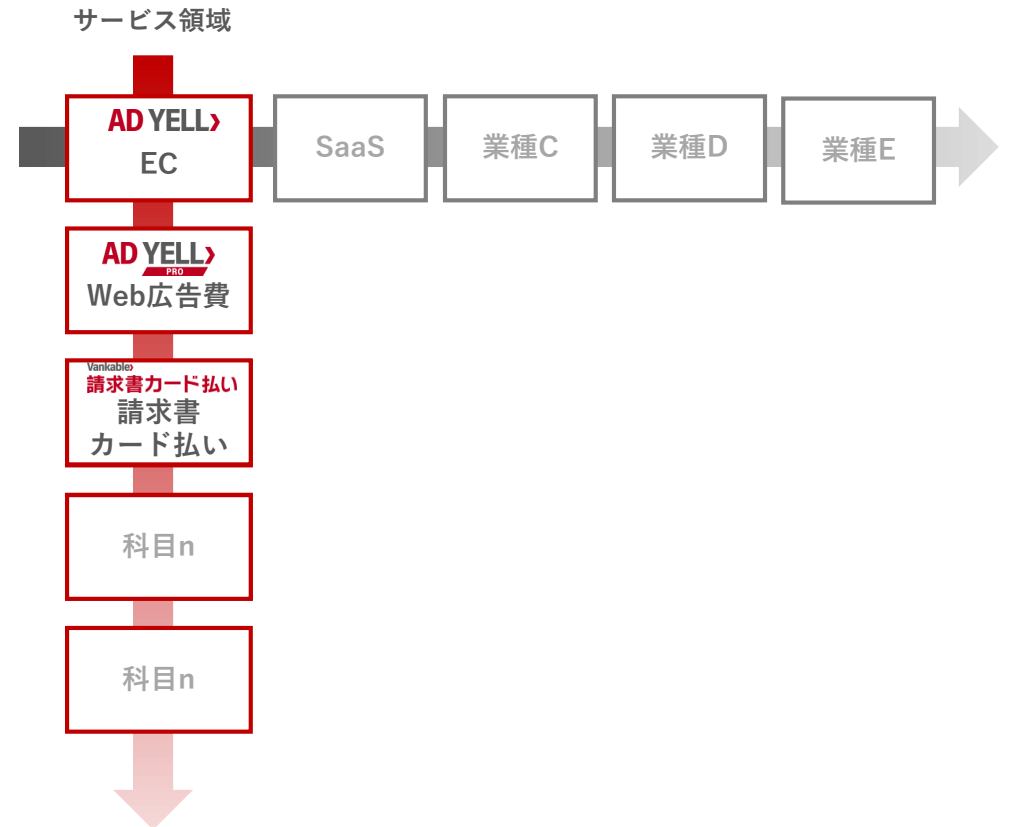 サービス領域
AD YELL
EC
SaaS
業種C
業種D
業種E
AD YELL
PRO
Web広告費
Vankable
請求書カード払い
請求書
カード払い
科目n
科目n